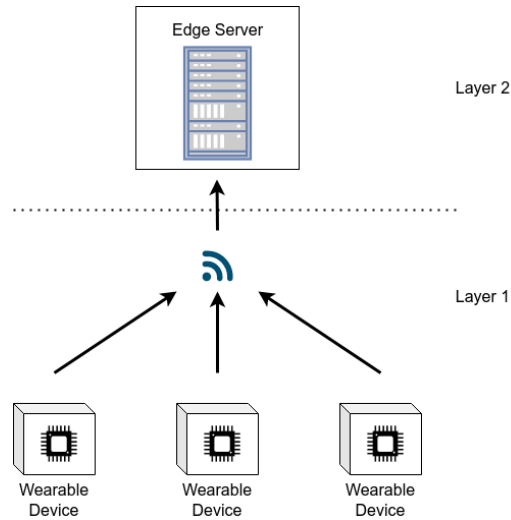 Edge Server
Layer 2
Layer 1
Wearable
Device
Wearable
Device
Wearable
Device